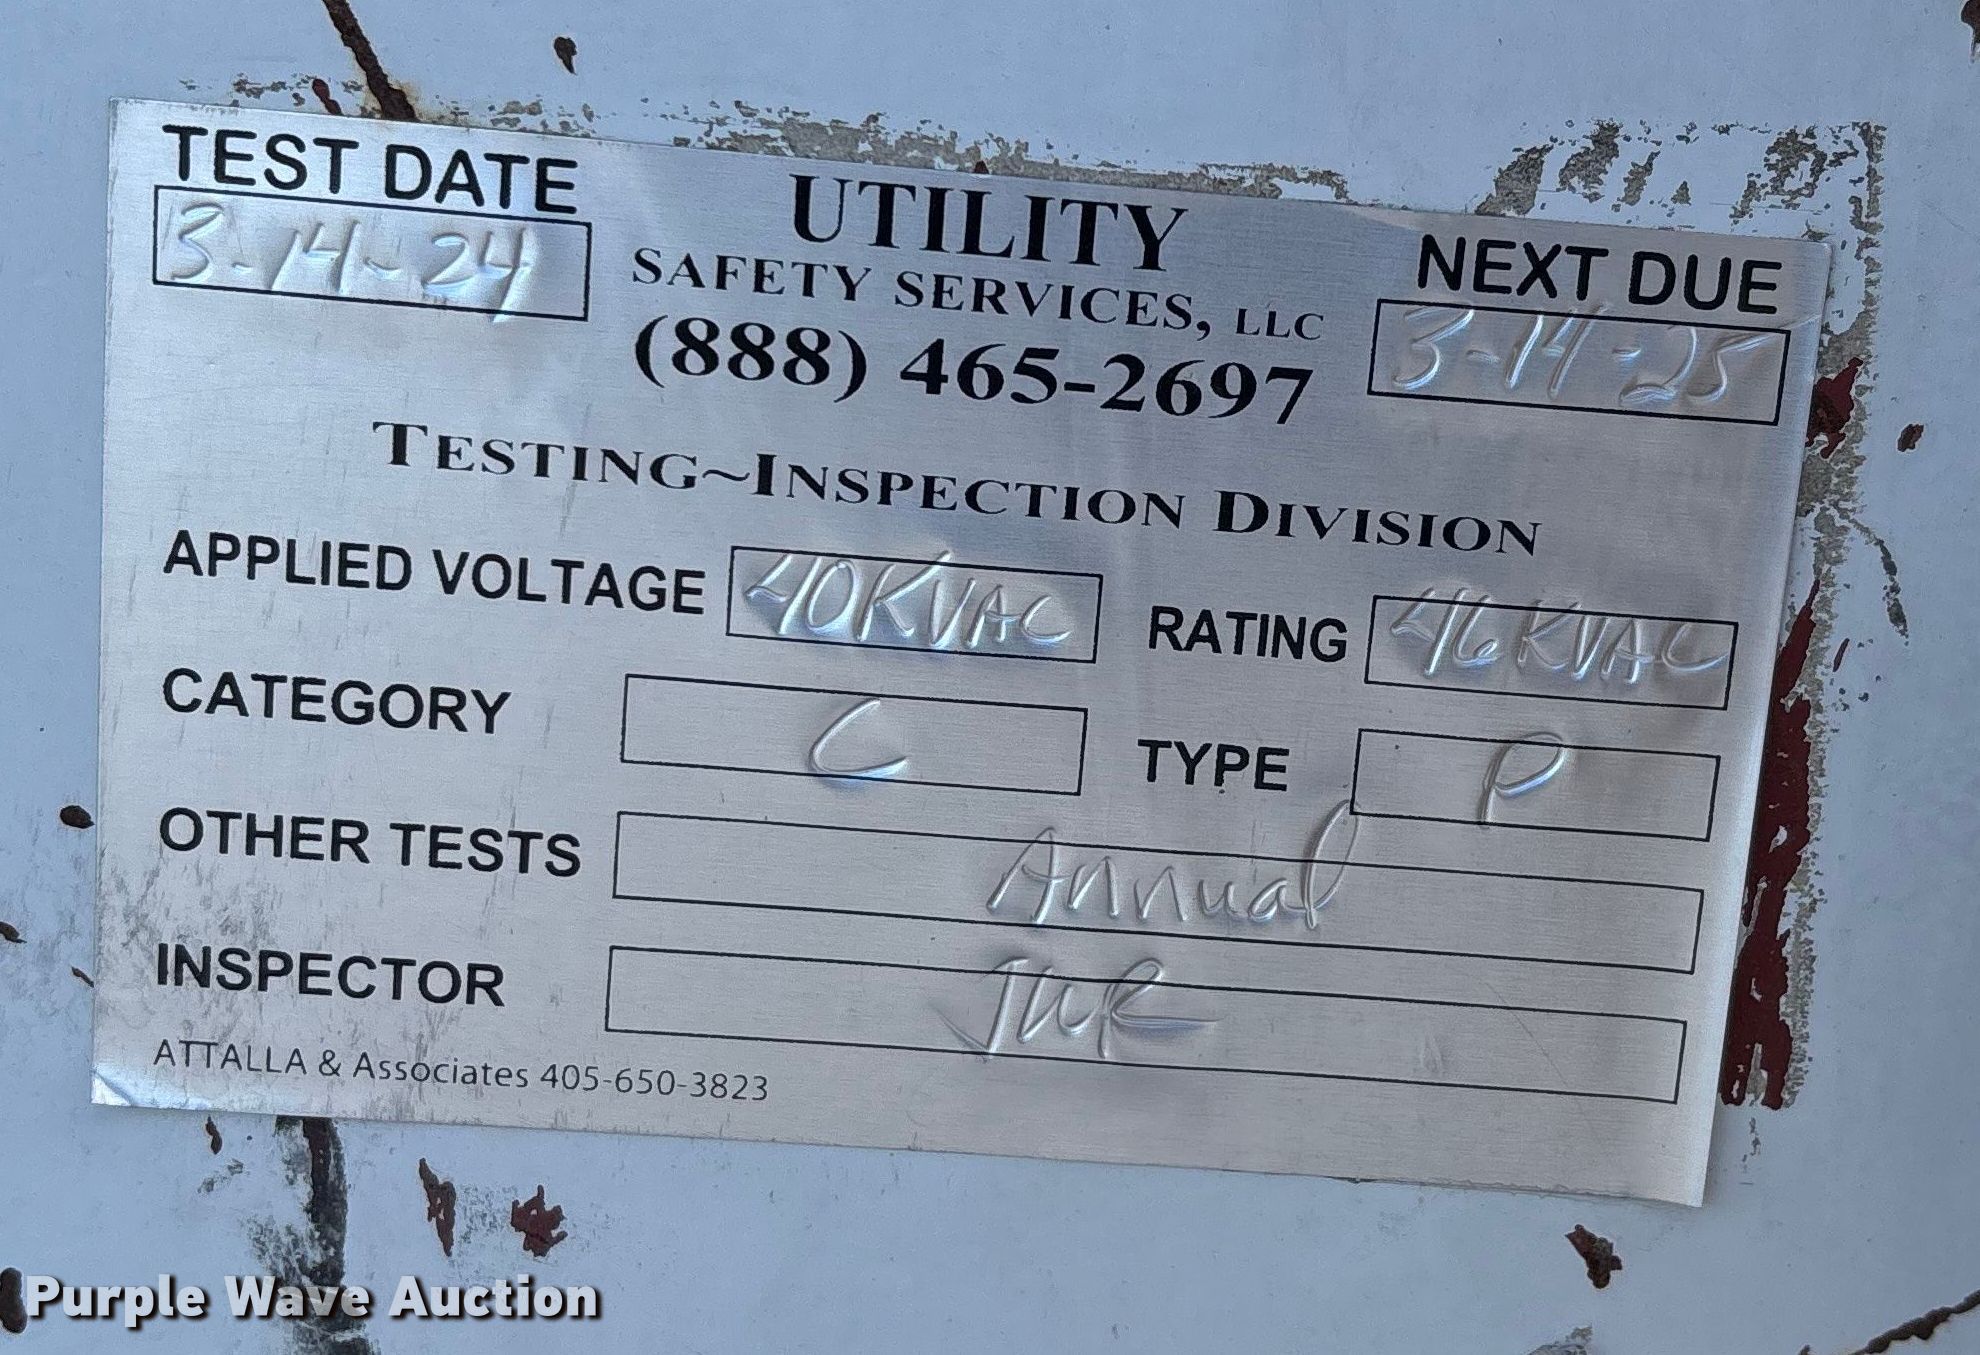 TEST DATE
3-14-24
UTILITY
SAFETY SERVICES, LLC
(888) 465-2697
NEXT DUE
3-14-25
TESTING~INSPECTION DIVISION
APPLIED VOLTAGE 40KVAC RATING 46KVAC
CATEGORY C TYPE P
OTHER TESTS Annual
INSPECTOR
ATTALLA & Associates 405-650-3823
Purple Wave Auction